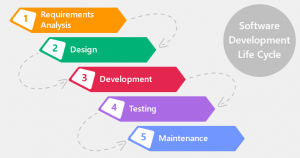 1
Requirements
Analysis
2
Design
3
Development
4
Testing
5
Maintenance
Software
Development
Life Cycle